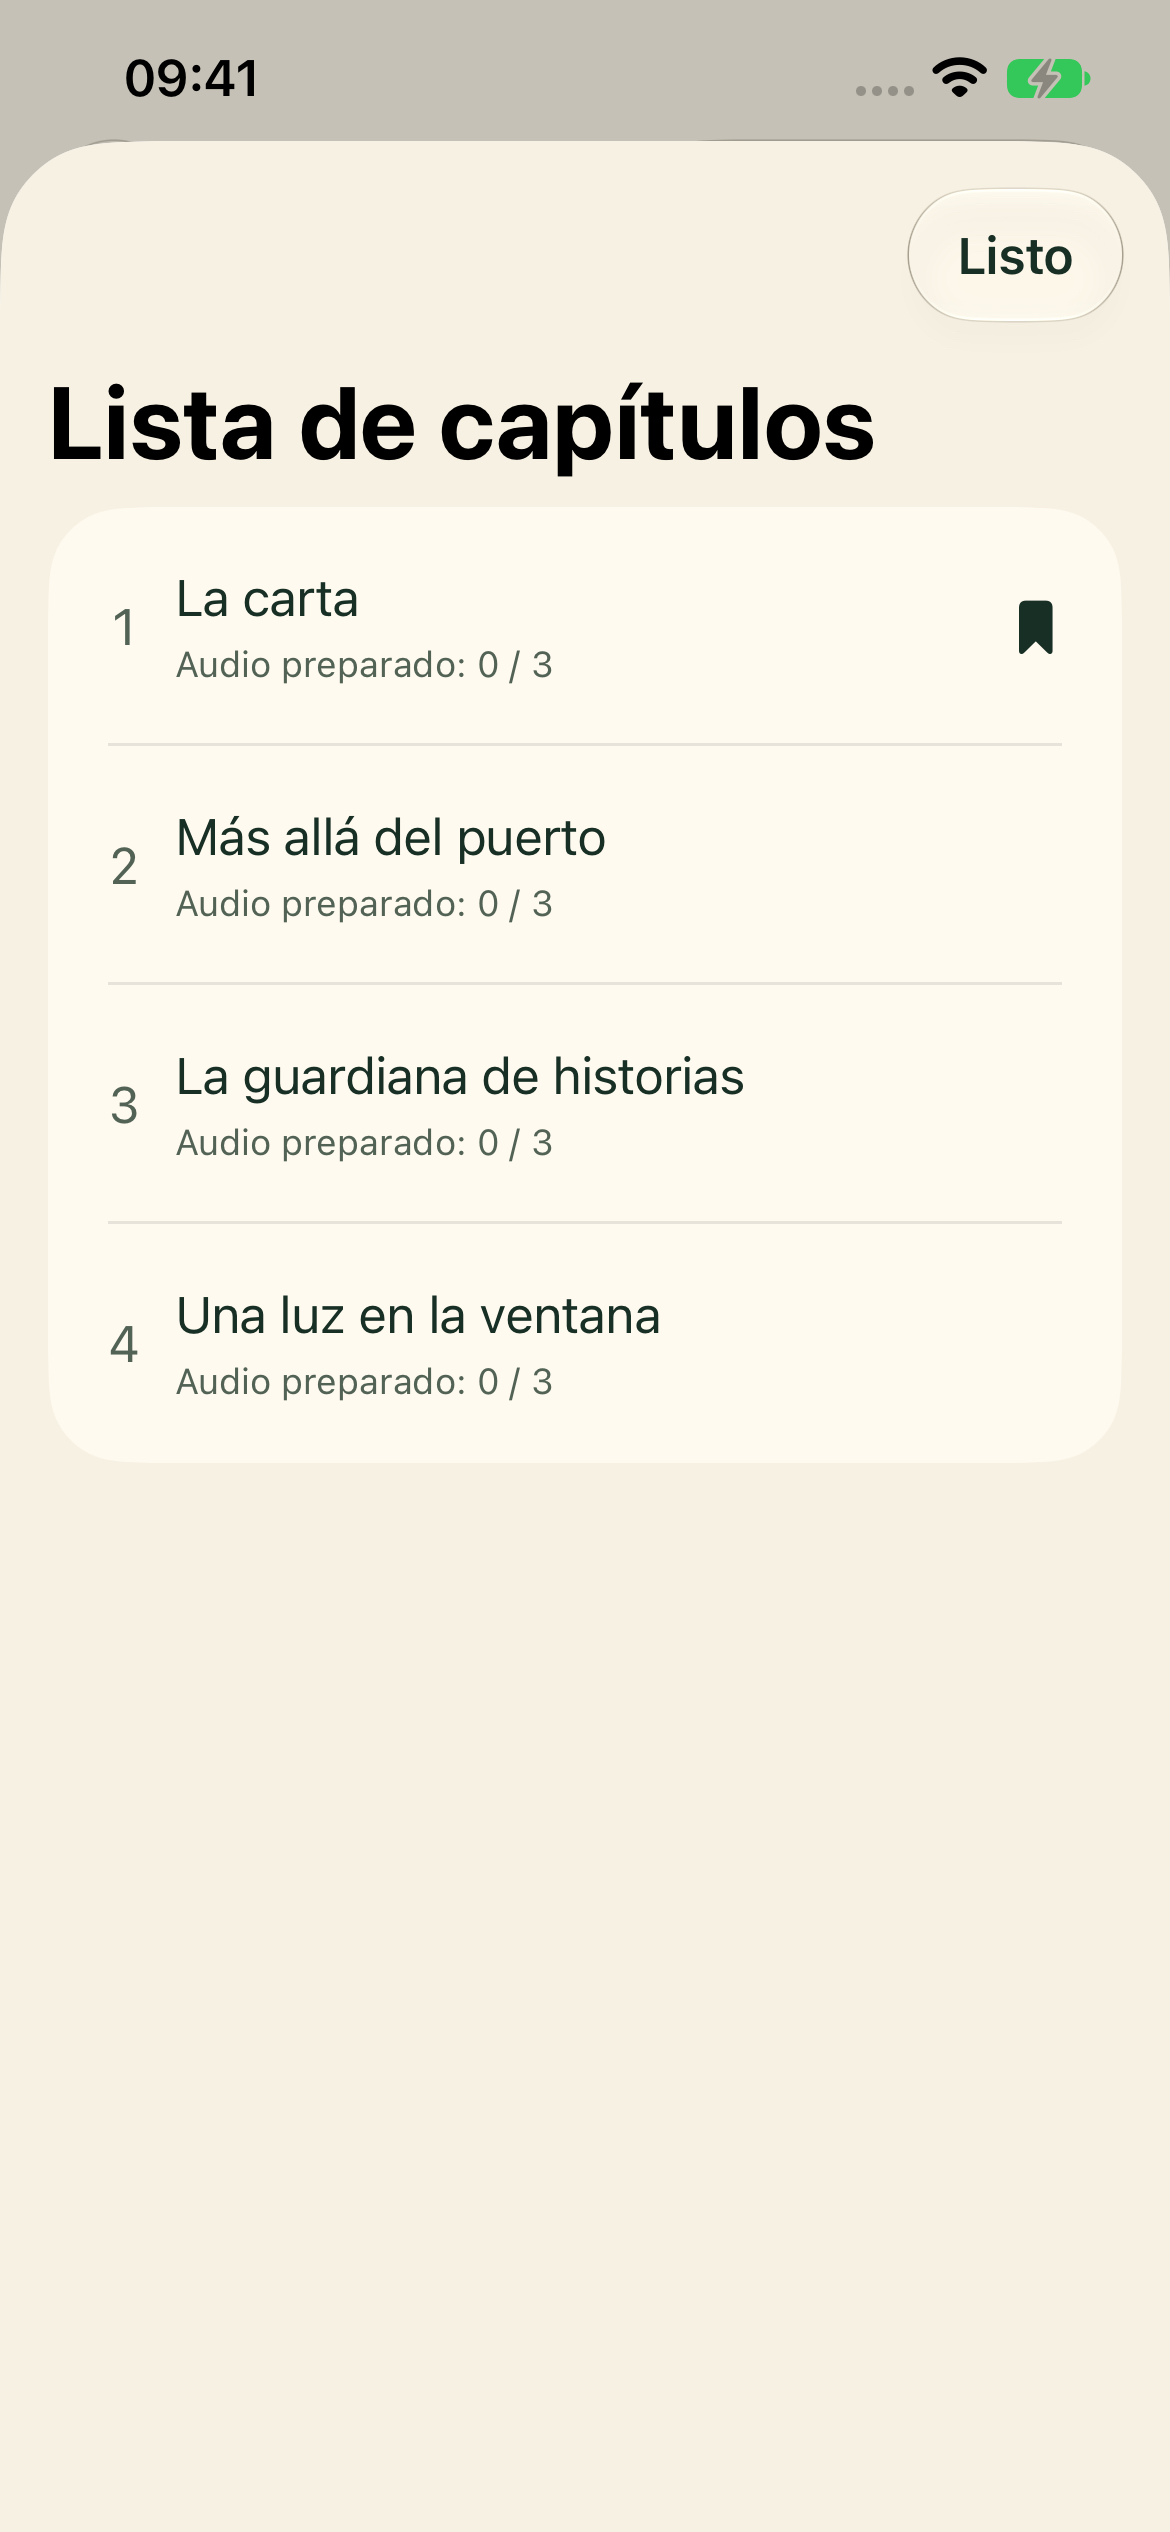 09:41
Listo
Lista de capítulos
1
La carta
Audio preparado: 0 / 3
2
Más allá del puerto
Audio preparado: 0 / 3
3
La guardiana de historias
Audio preparado: 0 / 3
4
Una luz en la ventana
Audio preparado: 0 / 3